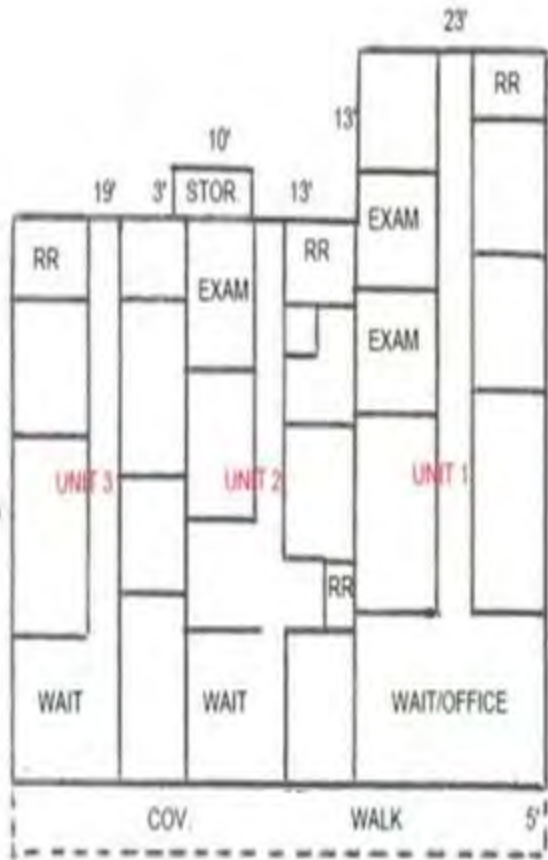 23'
RR
13'
10'
19'
3'
STOR.
13'
EXAM
RR
RR
EXAM
EXAM
UNIT 3
UNIT 2
UNIT 1
RR
WAIT
WAIT
WAIT/OFFICE
COV. WALK 5'